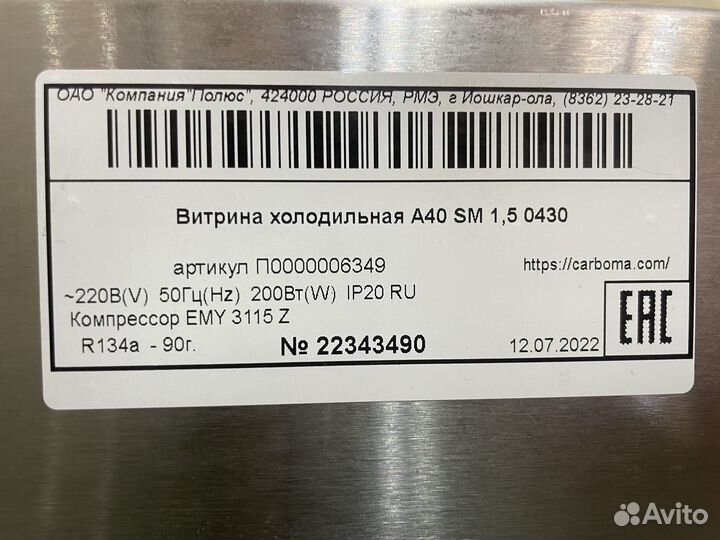 ОАО "Компания"Полюс", 424000 РОССИЯ, РМЭ, г Йошкар-ола, (8362) 23-28-21
Витрина холодильная А40 SM 1,5 0430
артикул П0000006349
https://carboma.com/
~220В(V) 50Гц(Hz) 200Вт(W) IP20 RU
Компрессор EMY 3115 Z
R134a - 90г.
№ 22343490
12.07.2022
EAC
Avito